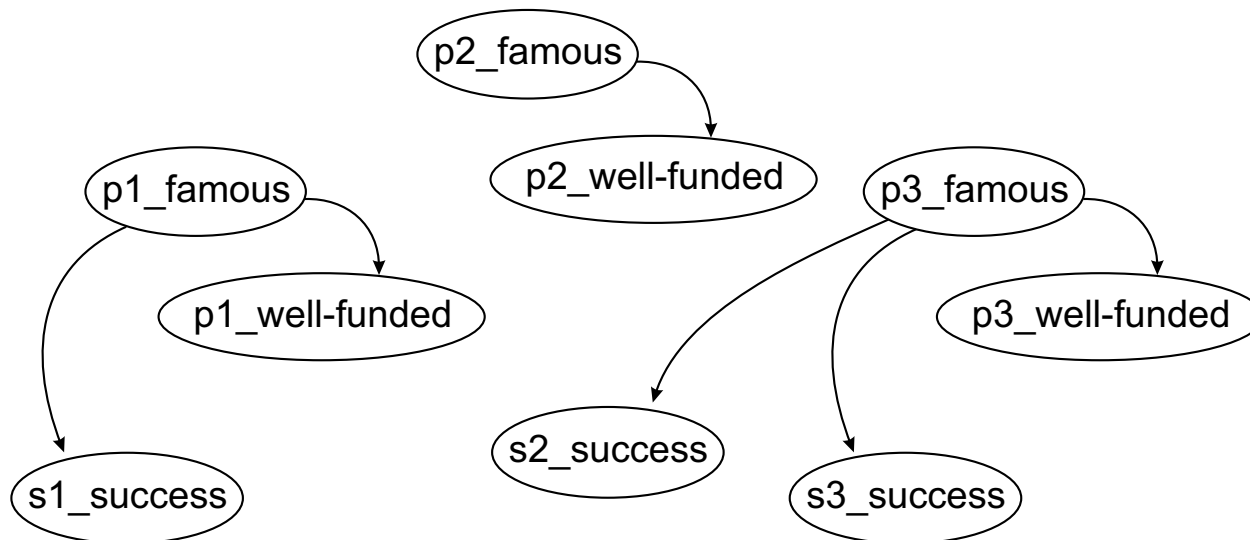 p2_famous
p2_well-funded
p1_famous
p3_famous
p1_well-funded
p3_well-funded
s2_success
s1_success
s3_success